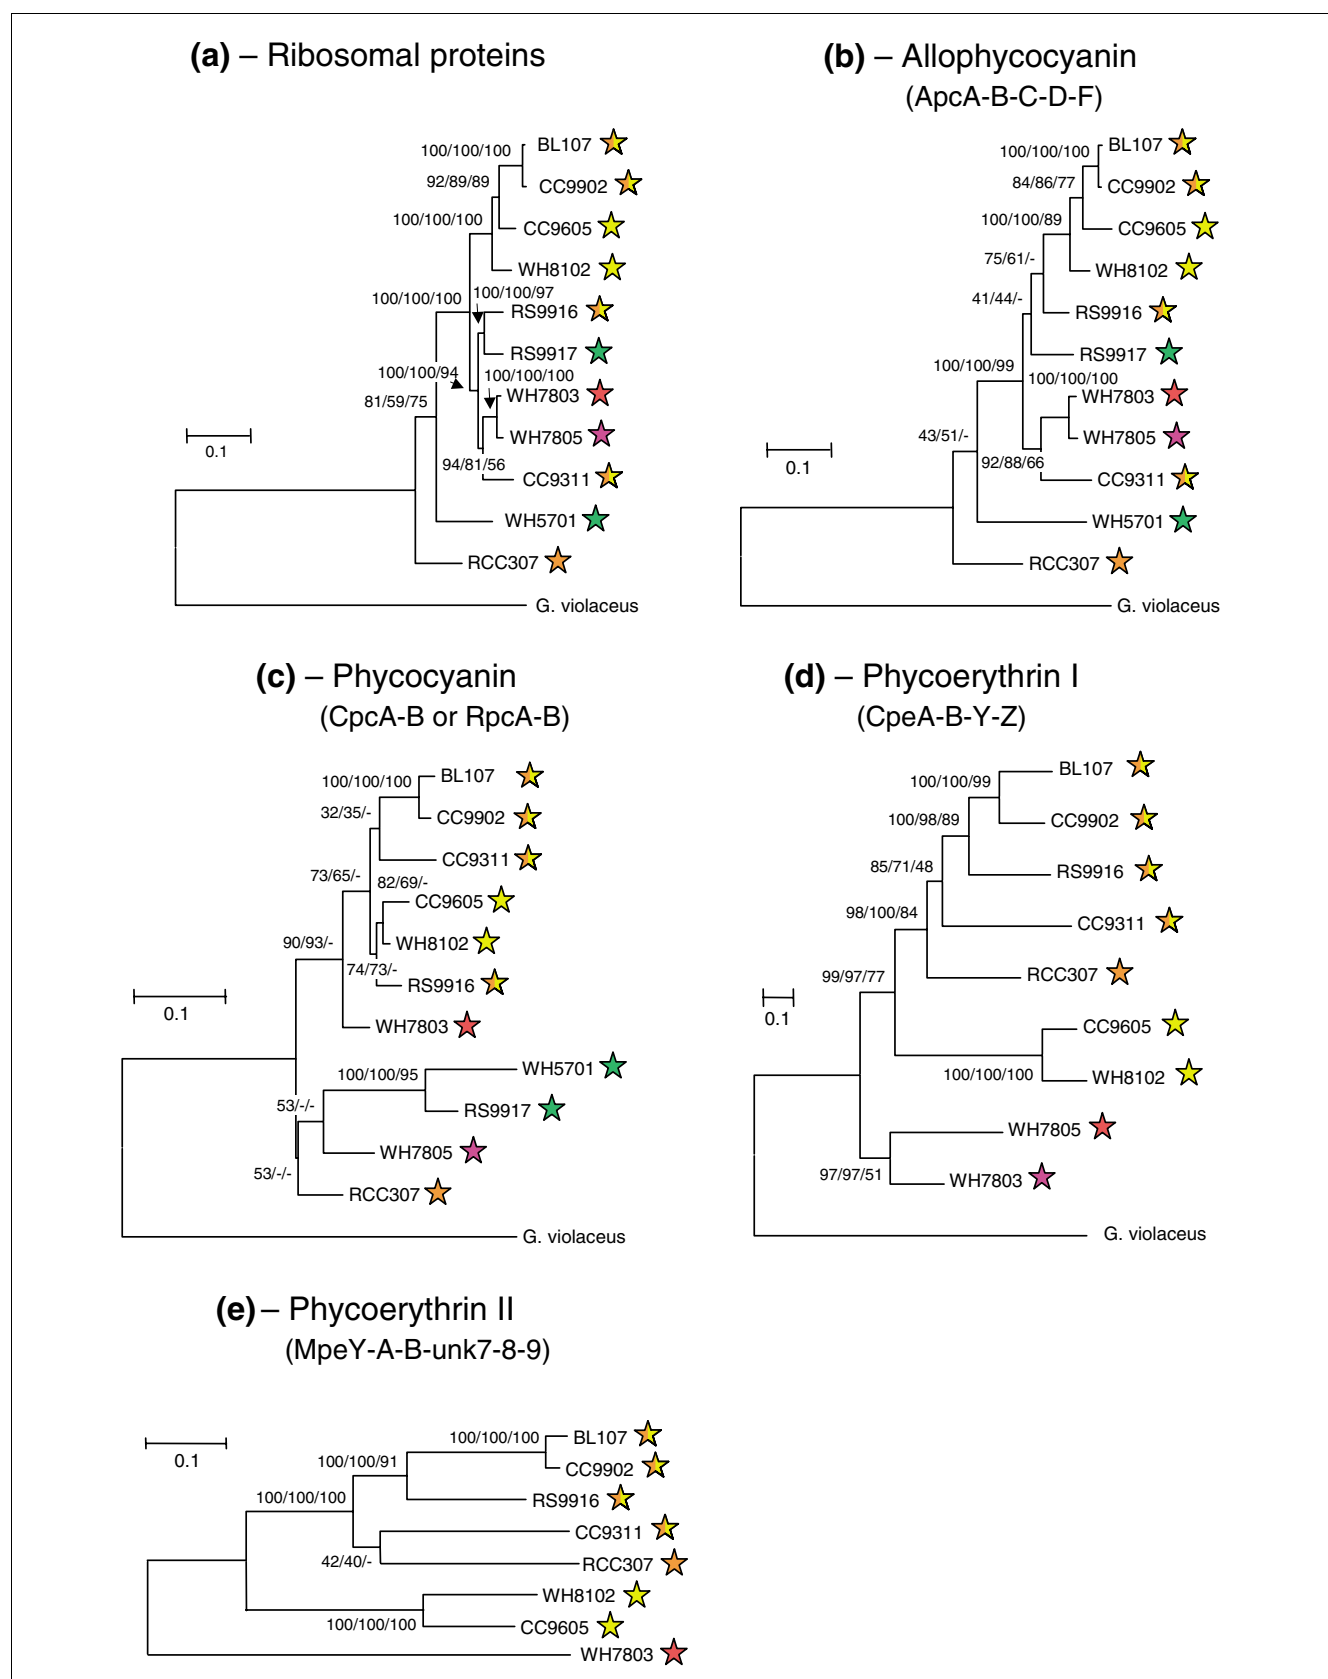 (a) – Ribosomal proteins
100/100/100
BL107
92/89/89
CC9902
100/100/100
CC9605
WH8102
100/100/97
100/100/100
RS9916
RS9917
100/100/94
100/100/100
81/59/75
WH7803
WH7805
0.1
94/81/56
CC9311
WH5701
RCC307
G. violaceus
(b) – Allophycocyanin
(ApcA-B-C-D-F)
100/100/100
BL107
84/86/77
CC9902
100/100/89
CC9605
75/61/-
WH8102
41/44/-
RS9916
RS9917
100/100/99
100/100/100
WH7803
43/51/-
WH7805
0.1
92/88/66
CC9311
WH5701
RCC307
G. violaceus
(c) – Phycocyanin
(CpcA-B or RpcA-B)
100/100/100
BL107
32/35/-
CC9902
CC9311
73/65/-
82/69/-
CC9605
90/93/-
WH8102
74/73/-
RS9916
0.1
WH7803
100/100/95
WH5701
53/-/-
RS9917
WH7805
53/-/-
RCC307
G. violaceus
(d) – Phycoerythrin I
(CpeA-B-Y-Z)
100/100/99
BL107
100/98/89
CC9902
85/71/48
RS9916
98/100/84
CC9311
99/97/77
RCC307
0.1
CC9605
100/100/100
WH8102
WH7805
97/97/51
WH7803
G. violaceus
(e) – Phycoerythrin II
(MpeY-A-B-unk7-8-9)
100/100/100
BL107
0.1
100/100/91
CC9902
100/100/100
RS9916
CC9311
42/40/-
RCC307
WH8102
100/100/100
CC9605
WH7803